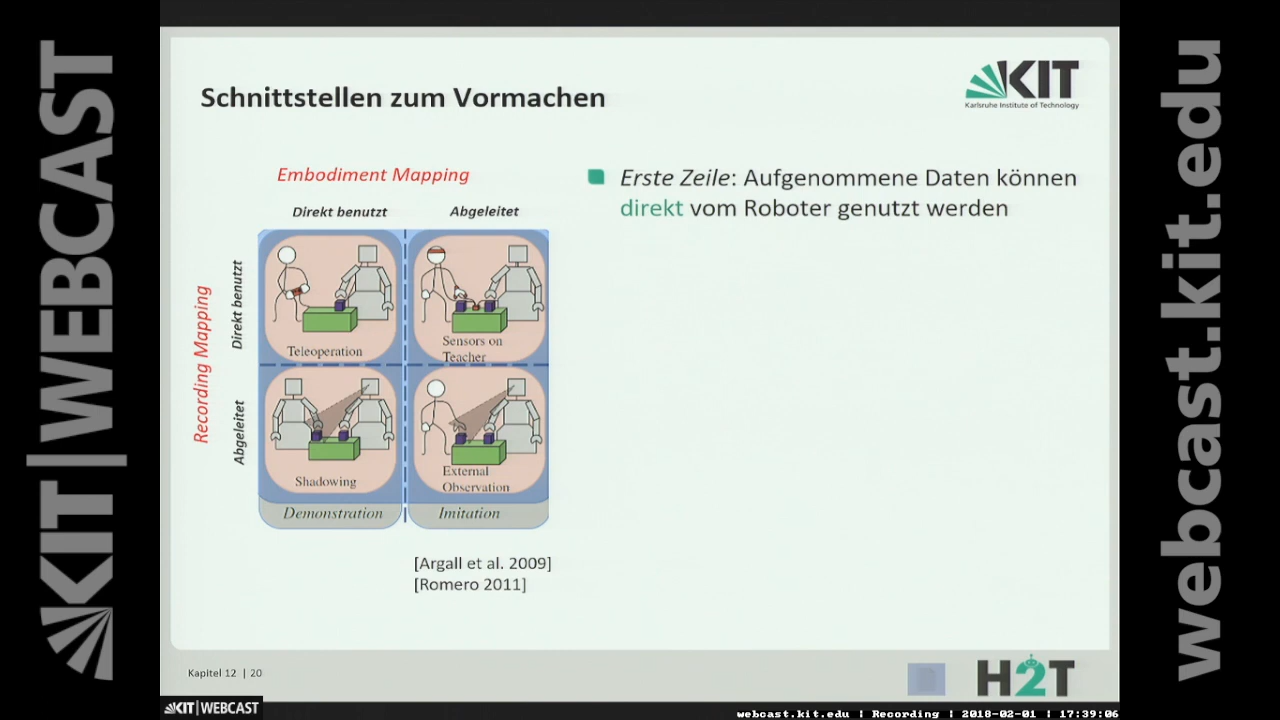 KIT|WEBCAST
Schnittstellen zum Vormachen
KIT
Karlsruhe Institute of Technology
Embodiment Mapping
Direkt benutzt
Abgeleitet
Recording Mapping
Direkt benutzt
Abgeleitet
Teleoperation
Sensors on
Teacher
Shadowing
External
Observation
Demonstration
Imitation
[Argall et al. 2009]
[Romero 2011]
Erste Zeile: Aufgenommene Daten können
direkt vom Roboter genutzt werden
Kapitel 12 | 20
H2T
KIT|WEBCAST
webcast.kit.edu | Recording | 2018-02-01 | 17:39:06
webcast.kit.edu